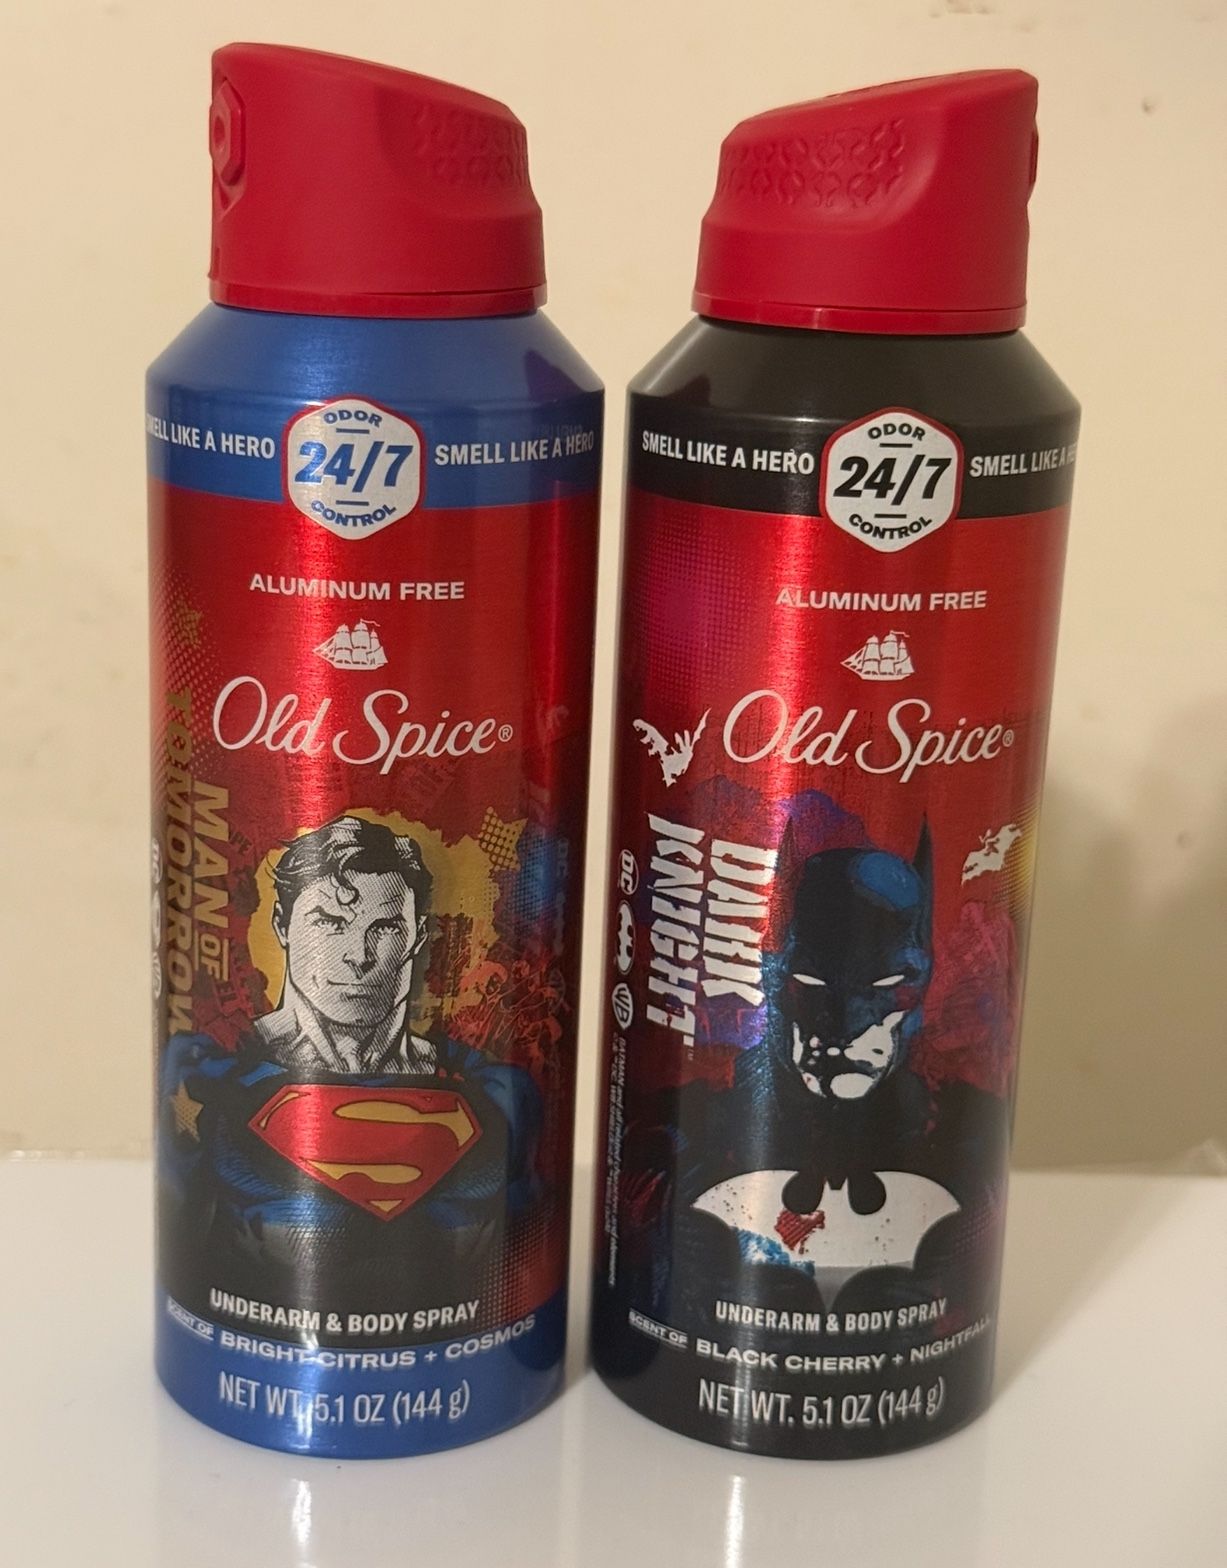 SMELL LIKE A HERO
ODOR
24/7
CONTROL
SMELL LIKE A HERO
ALUMINUM FREE
Old Spice®
MAN OF
TOMORROW
UNDERARM & BODY SPRAY
SCENT OF BRIGHT CITRUS + COSMOS
NET WT. 5.1 OZ (144 g)
SMELL LIKE A HERO
ODOR
24/7
CONTROL
SMELL LIKE A
ALUMINUM FREE
Old Spice®
DARK
KNIGHT
DC
WB
UNDERARM & BODY SPRAY
SCENT OF BLACK CHERRY + NIGHTFALL
NET WT. 5.1 OZ (144 g)